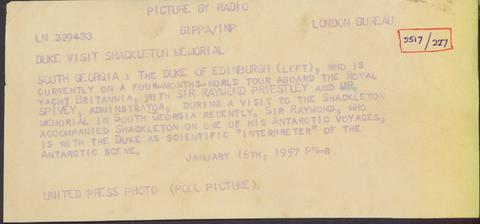 PICTURE BY RADIO
LN 329433 BIPPA/INP LONDON BUREAU
2517/227
DUKE VISIT SHACKLETON MEMORIAL
SOUTH GEORGIA : THE DUKE OF EDINBURGH (LEFT), WHO IS
CURRENTLY ON A FOUR-MONTHS-WORLD TOUR ABOARD THE ROYAL
YACHT BRITANNIA, WITH SIR RAYMOND PRIESTLEY AND MR.
SPIVEY, ADMINSTRATOR, DURING A VISIT TO THE SHACKLETON
MEMORIAL IN SOUTH GEORGIA RECENTLY. SIR RAYMOND, WHO
ACCOMPANIED SHACKLETON ON ONE OF HIS ANTARCTIC VOYAGES,
IS WITH THE DUKE AS SCIENTIFIC "INTERPRETER" OF THE
ANTARCTIC SCENE. JANUARY 16TH, 1957 PN-B
UNITED PRESS PHOTO (POOL PICTURE)